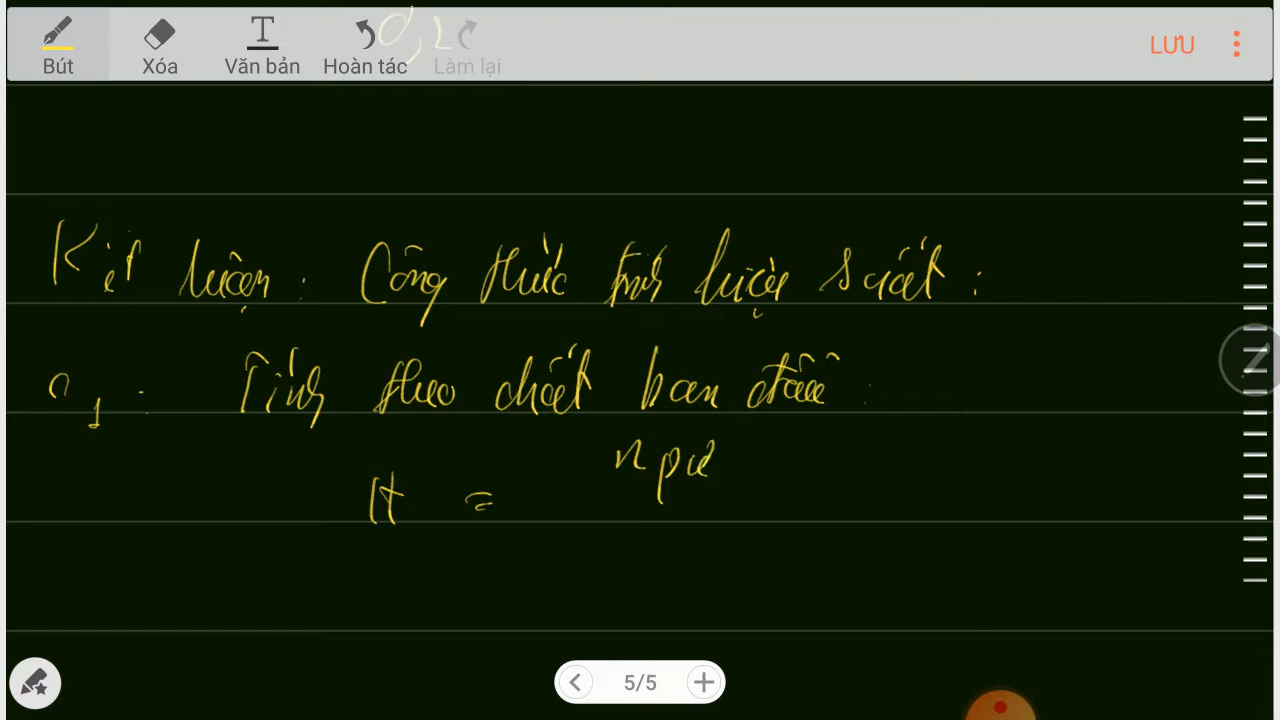 Bút Xóa Văn bản Hoàn tác Làm lại LƯU
Kết luận: Công thức tính hiệu suất:
Tính theo chất ban đầu:
n pư
H =
5/5